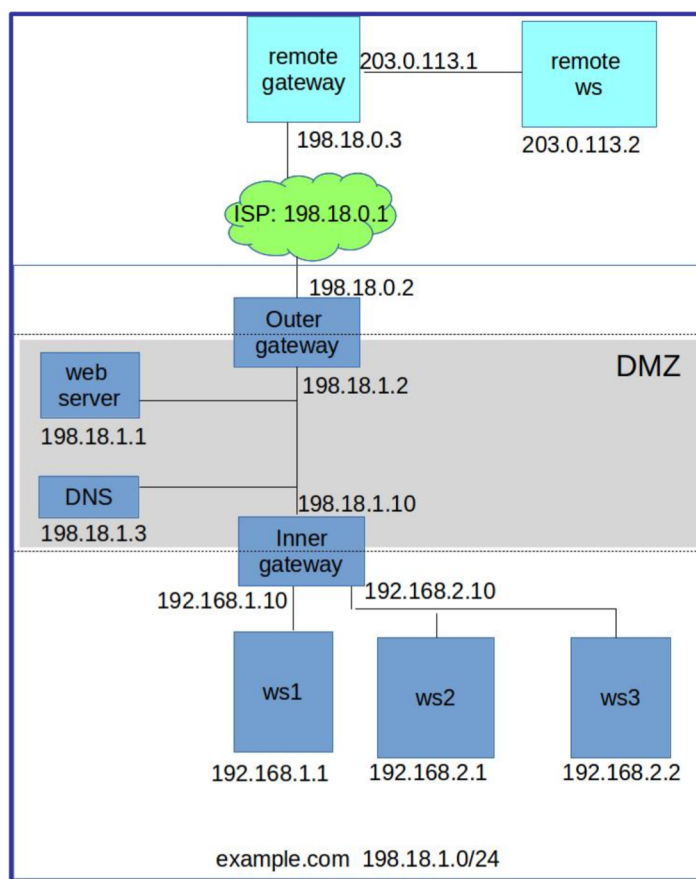 remote
gateway
203.0.113.1
remote
ws
198.18.0.3
203.0.113.2
ISP: 198.18.0.1
198.18.0.2
Outer
gateway
DMZ
web
server
198.18.1.2
198.18.1.1
DNS
198.18.1.10
198.18.1.3
Inner
gateway
192.168.1.10
192.168.2.10
ws1
ws2
ws3
192.168.1.1
192.168.2.1
192.168.2.2
example.com 198.18.1.0/24